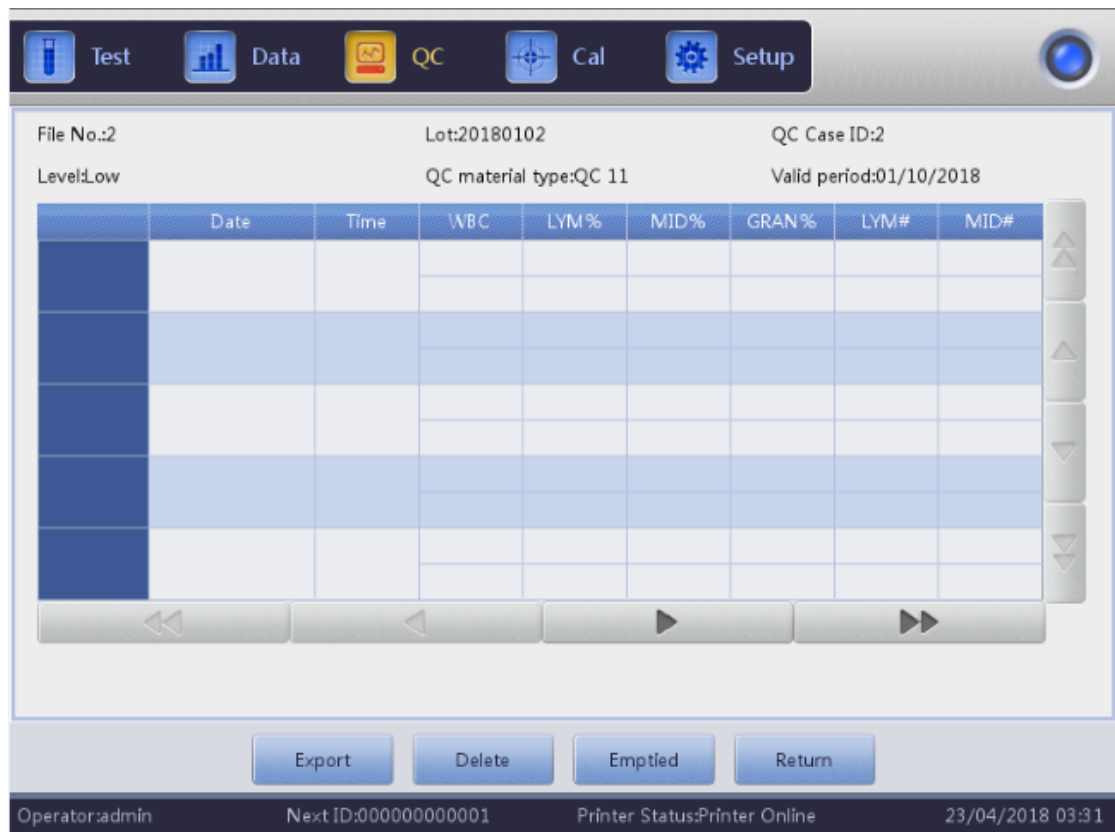 Test Data QC Cal Setup
File No.:2 Lot:20180102 QC Case ID:2
Level:Low QC material type:QC 11 Valid period:01/10/2018
Date Time WBC LYM% MID% GRAN% LYM# MID#
Export Delete Emptied Return
Operator:admin Next ID:000000000001 Printer Status:Printer Online 23/04/2018 03:31